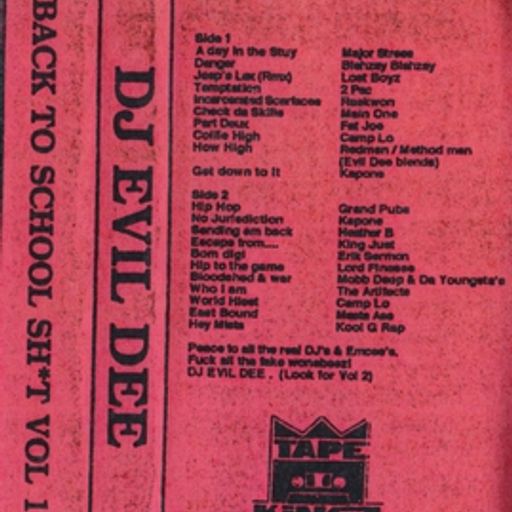 BACK TO SCHOOL SH*T VOL 1
DJ EVIL DEE
Side 1
A day in the Stuy Major Stress
Danger Blahzay Blahzay
Jeep's Lex (Rmx) Lost Boyz
Temptation 2 Pac
Incarcerated Scarfaces Raekwon
Check da Skills Main One
Part Deux Fat Joe
Collie High Camp Lo
How High Redman / Method man
(Evil Dee blends)
Get down to it Kapone
Side 2
Hip Hop Grand Pubs
No Jurisdiction Kapone
Sending em back Heather B
Escape from.... King Just
Born digi Erik Sermon
Hip to the game Lord Finesse
Bloodshed & war Mobb Deep & Da Youngsta's
Who I am The Artifacts
World Hiest Camp Lo
East Bound Masta Ase
Hey Mista Kool G Rap
Peace to all the real DJ's & Emcee's.
Fuck all the fake wonabeez!
DJ EVIL DEE . (Look for Vol 2)
TAPE
KINGZ